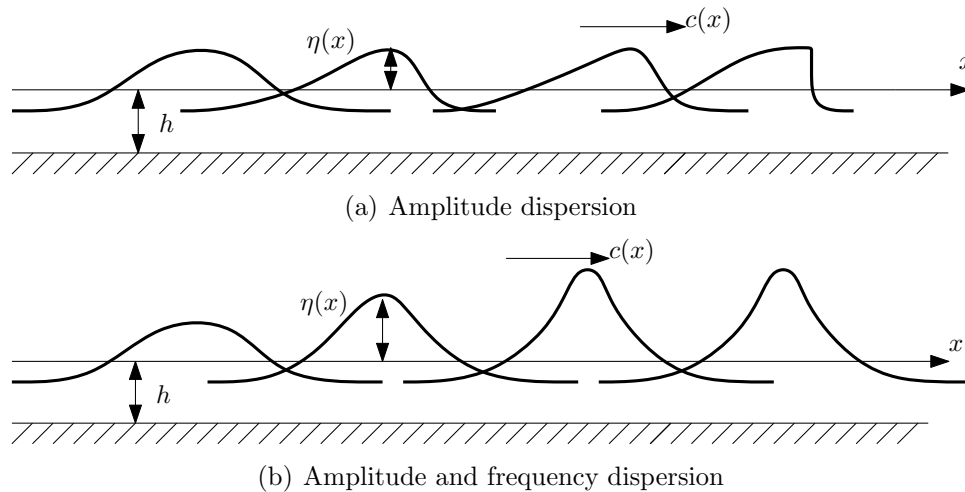 η(x)
c(x)
x
h
(a) Amplitude dispersion
c(x)
η(x)
x
h
(b) Amplitude and frequency dispersion